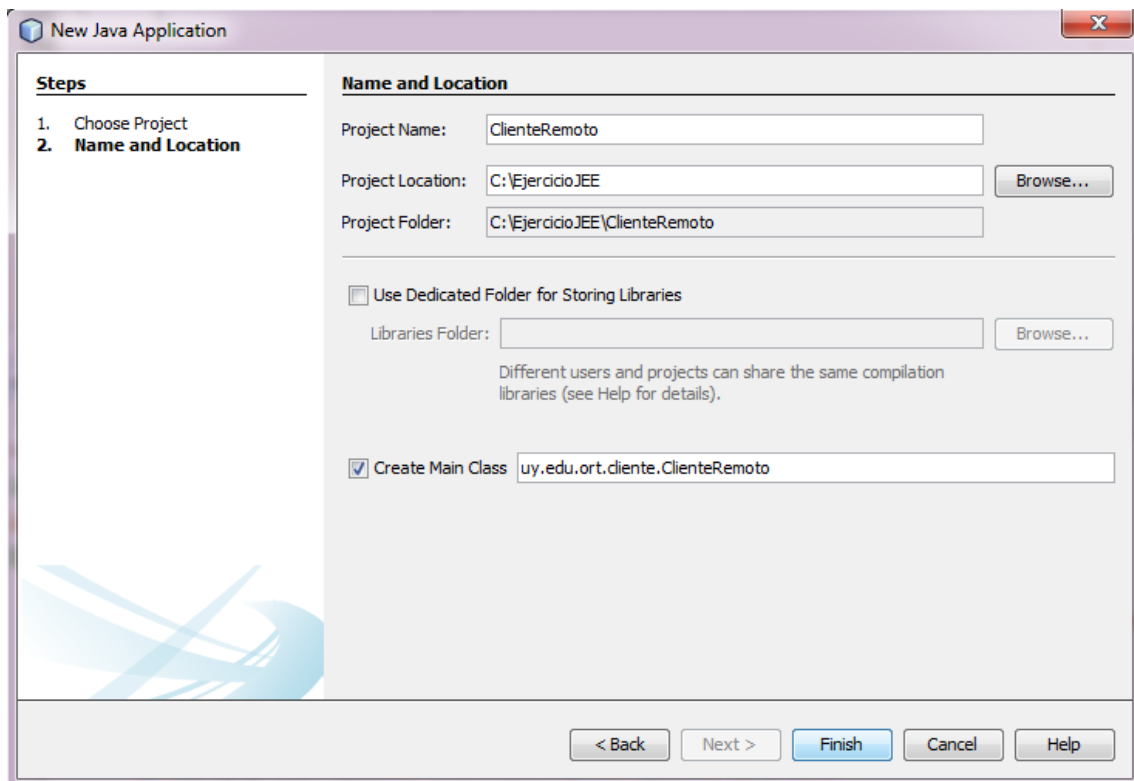 New Java Application
Steps
1. Choose Project
2. Name and Location
Name and Location
Project Name: ClienteRemoto
Project Location: C:\EjercicioJEE Browse...
Project Folder: C:\EjercicioJEE\ClienteRemoto
Use Dedicated Folder for Storing Libraries
Libraries Folder: Browse...
Different users and projects can share the same compilation
libraries (see Help for details).
Create Main Class uy.edu.ort.cliente.ClienteRemoto
< Back Next > Finish Cancel Help